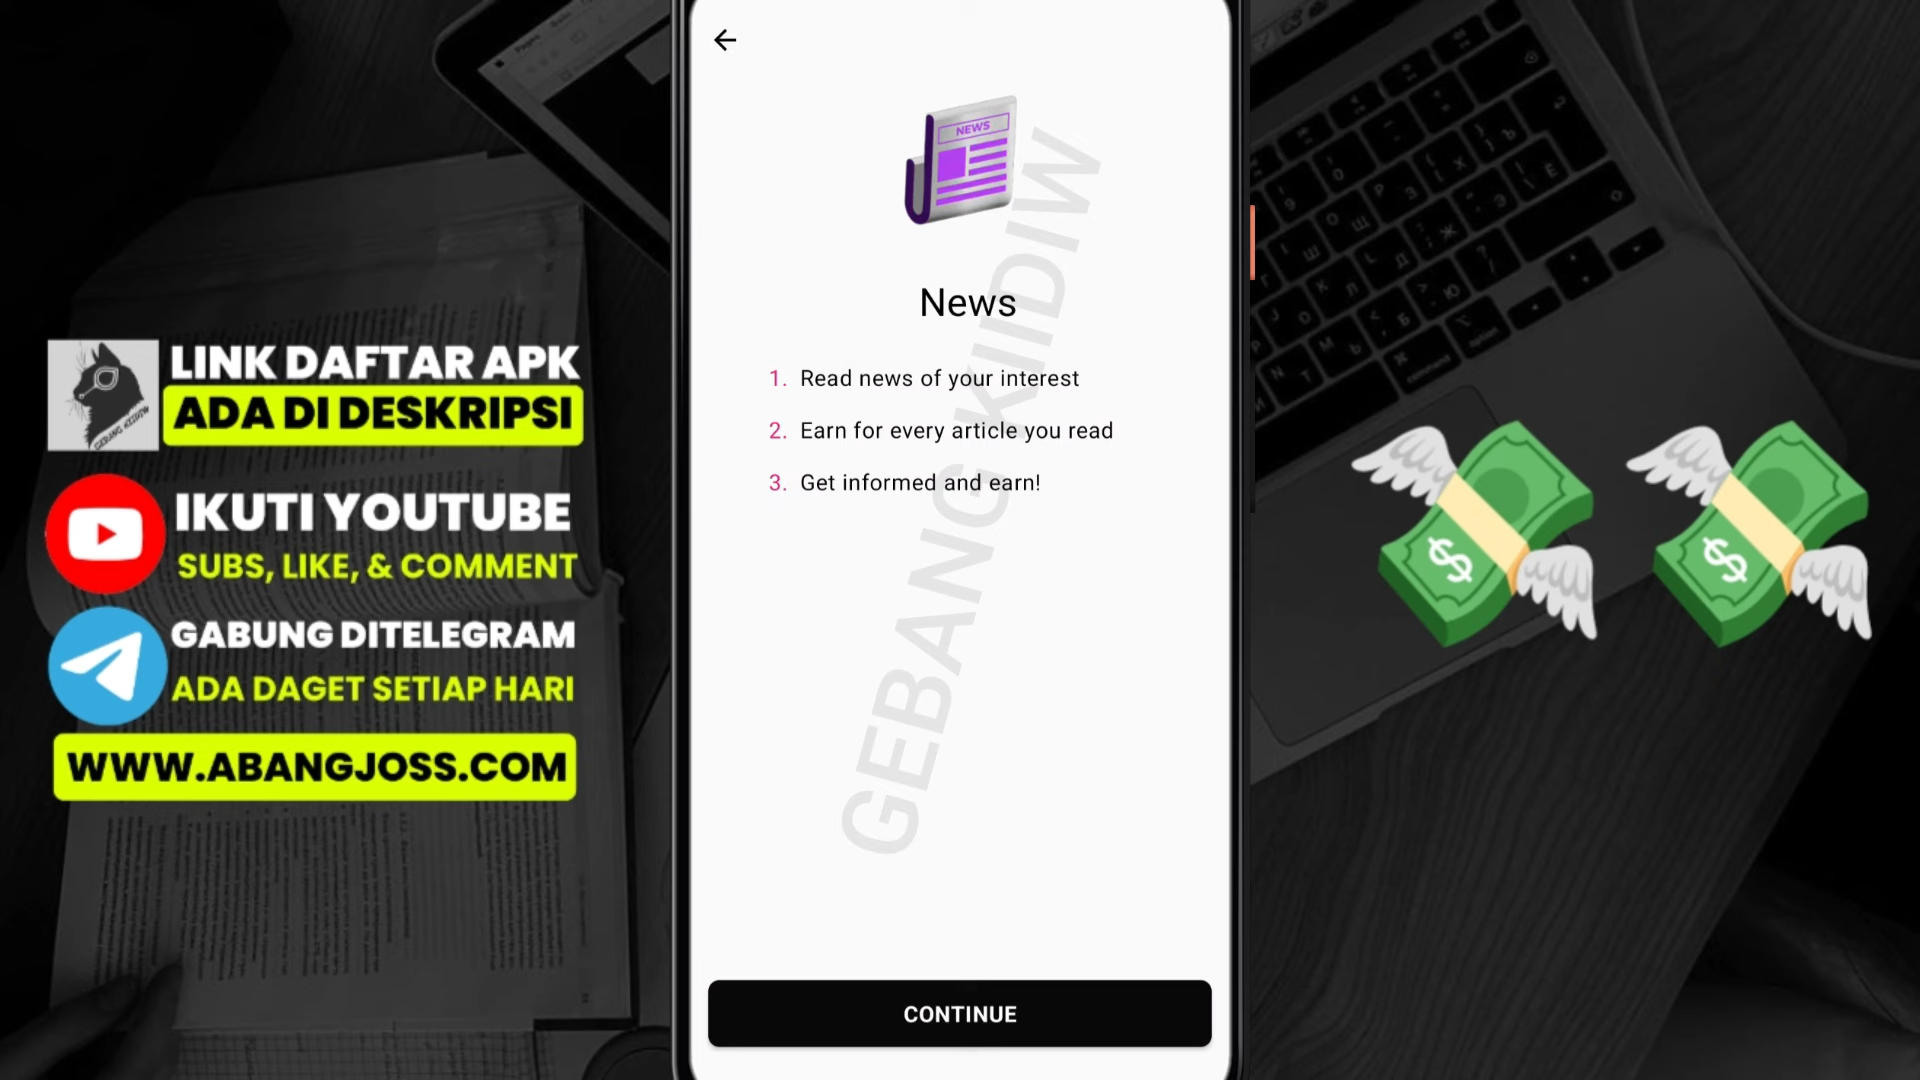 LINK DAFTAR APK
ADA DI DESKRIPSI
IKUTI YOUTUBE
SUBS, LIKE, & COMMENT
GABUNG DITELEGRAM
ADA DAGET SETIAP HARI
WWW.ABANGJOSS.COM
NEWS
News
1. Read news of your interest
2. Earn for every article you read
3. Get informed and earn!
GEBANG KIIDIW
CONTINUE